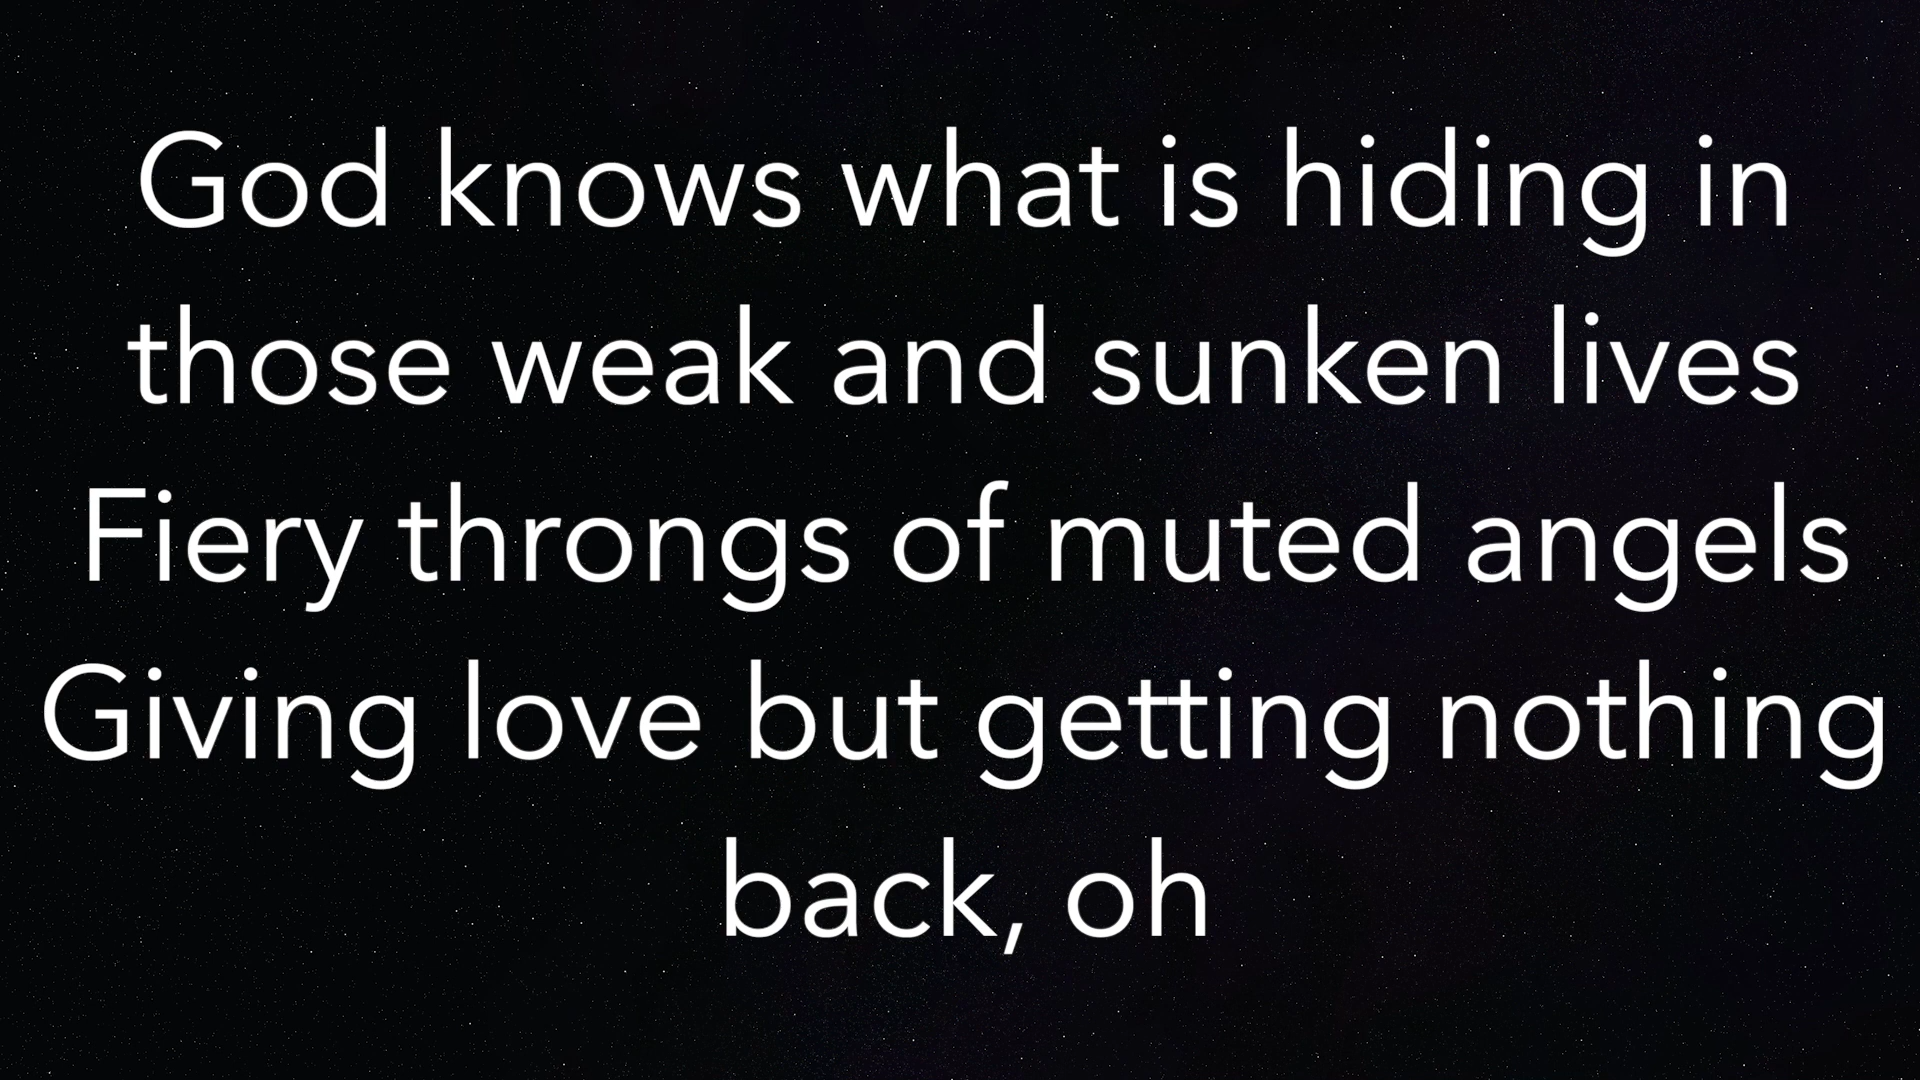 God knows what is hiding in
those weak and sunken lives
Fiery throngs of muted angels
Giving love but getting nothing
back, oh